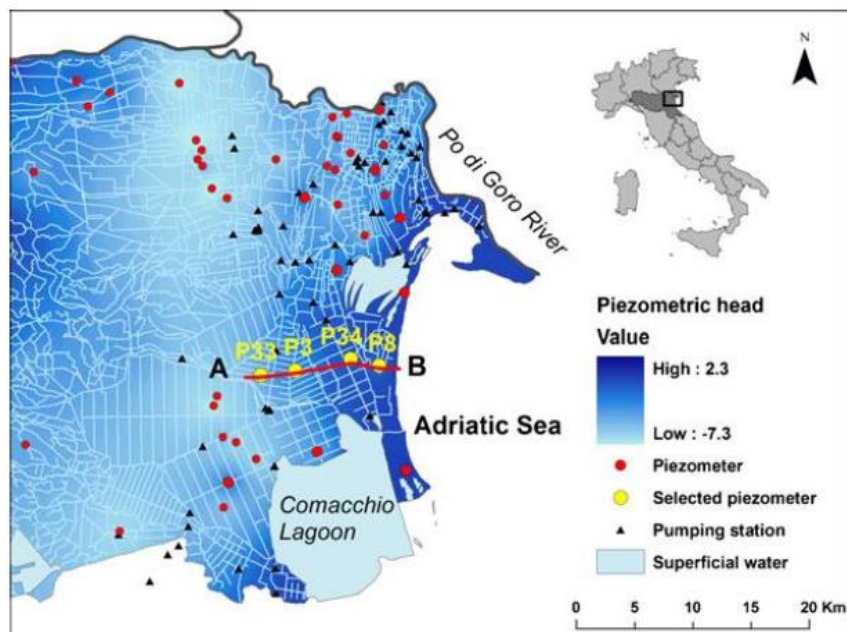 N
Po di Goro River
Piezometric head
Value
High : 2.3
Low : -7.3
P33
P3
P34
P8
A
B
Adriatic Sea
Piezometer
Selected piezometer
Comacchio
Lagoon
Pumping station
Superficial water
0 5 10 15 20 Km